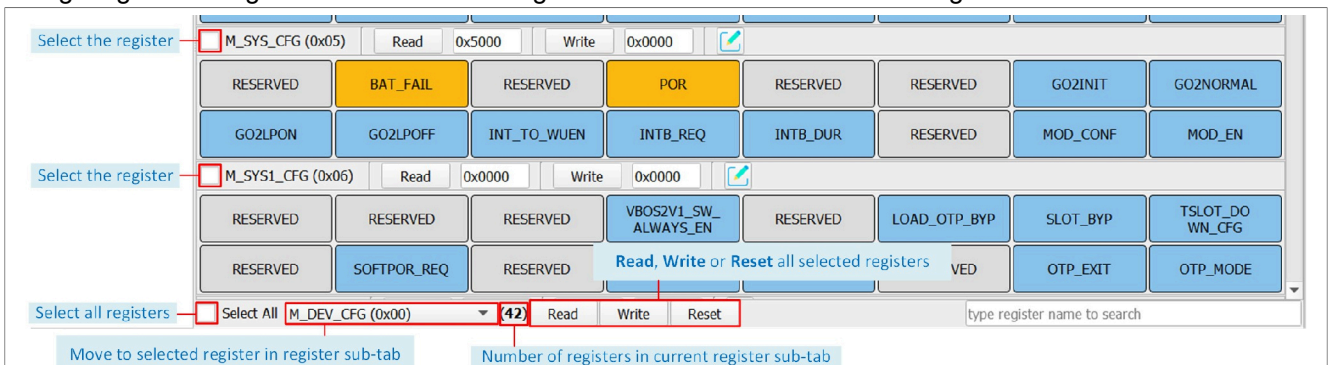 Select the register
M_SYS_CFG (0x05) Read 0x5000 Write 0x0000
RESERVED BAT_FAIL RESERVED POR RESERVED RESERVED GO2INIT GO2NORMAL
GO2LPON GO2LPOFF INT_TO_WUEN INTB_REQ INTB_DUR RESERVED MOD_CONF MOD_EN
Select the register
M_SYS1_CFG (0x06) Read 0x0000 Write 0x0000
RESERVED RESERVED RESERVED VBOS2V1_SW_ALWAYS_EN RESERVED LOAD_OTP_BYP SLOT_BYP TSLOT_DOWN_CFG
Read, Write or Reset all selected registers
RESERVED SOFTPOR_REQ RESERVED VED OTP_EXIT OTP_MODE
Select all registers
Select All M_DEV_CFG (0x00) (42) Read Write Reset type register name to search
Move to selected register in register sub-tab
Number of registers in current register sub-tab